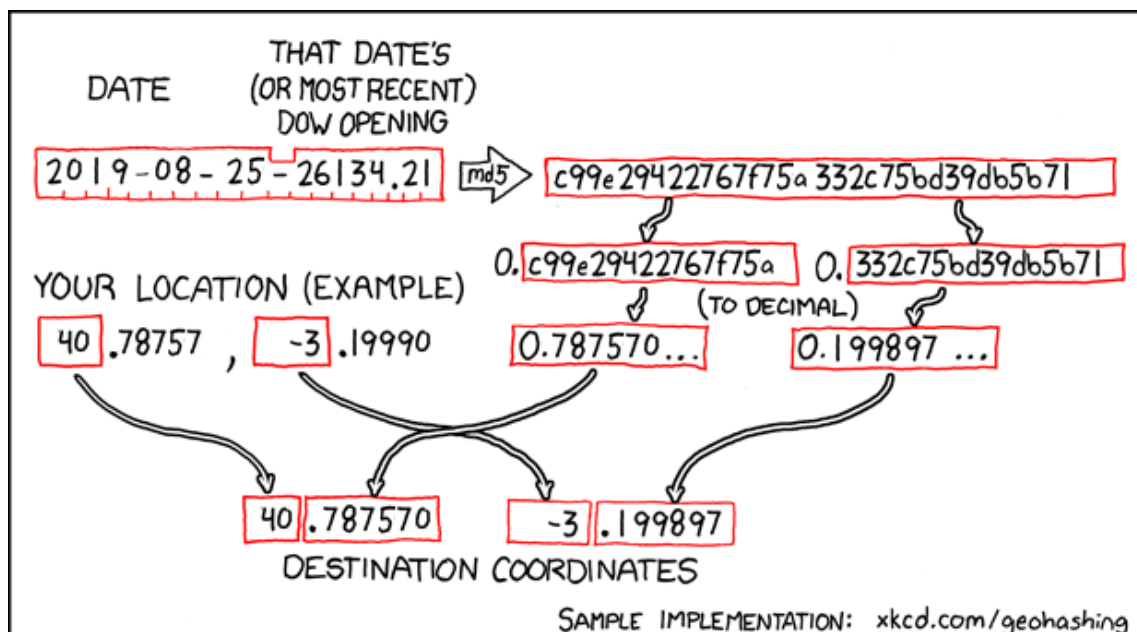 DATE
THAT DATE'S
(OR MOST RECENT)
DOW OPENING
2019-08-25-26134.21
md5
c99e29422767f75a332c75bd39db5b71
0.c99e29422767f75a
0.332c75bd39db5b71
(TO DECIMAL)
YOUR LOCATION (EXAMPLE)
40.78757, -3.19990
0.787570...
0.199897...
40.787570
-3.199897
DESTINATION COORDINATES
SAMPLE IMPLEMENTATION: xkcd.com/geohashing